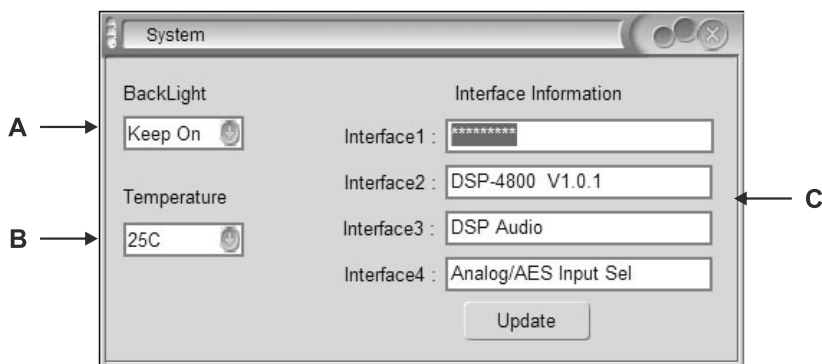 System
BackLight
Interface Information
A
Keep On
Interface1 : *********
Interface2 : DSP-4800 V1.0.1
Temperature
C
B
25C
Interface3 : DSP Audio
Interface4 : Analog/AES Input Sel
Update